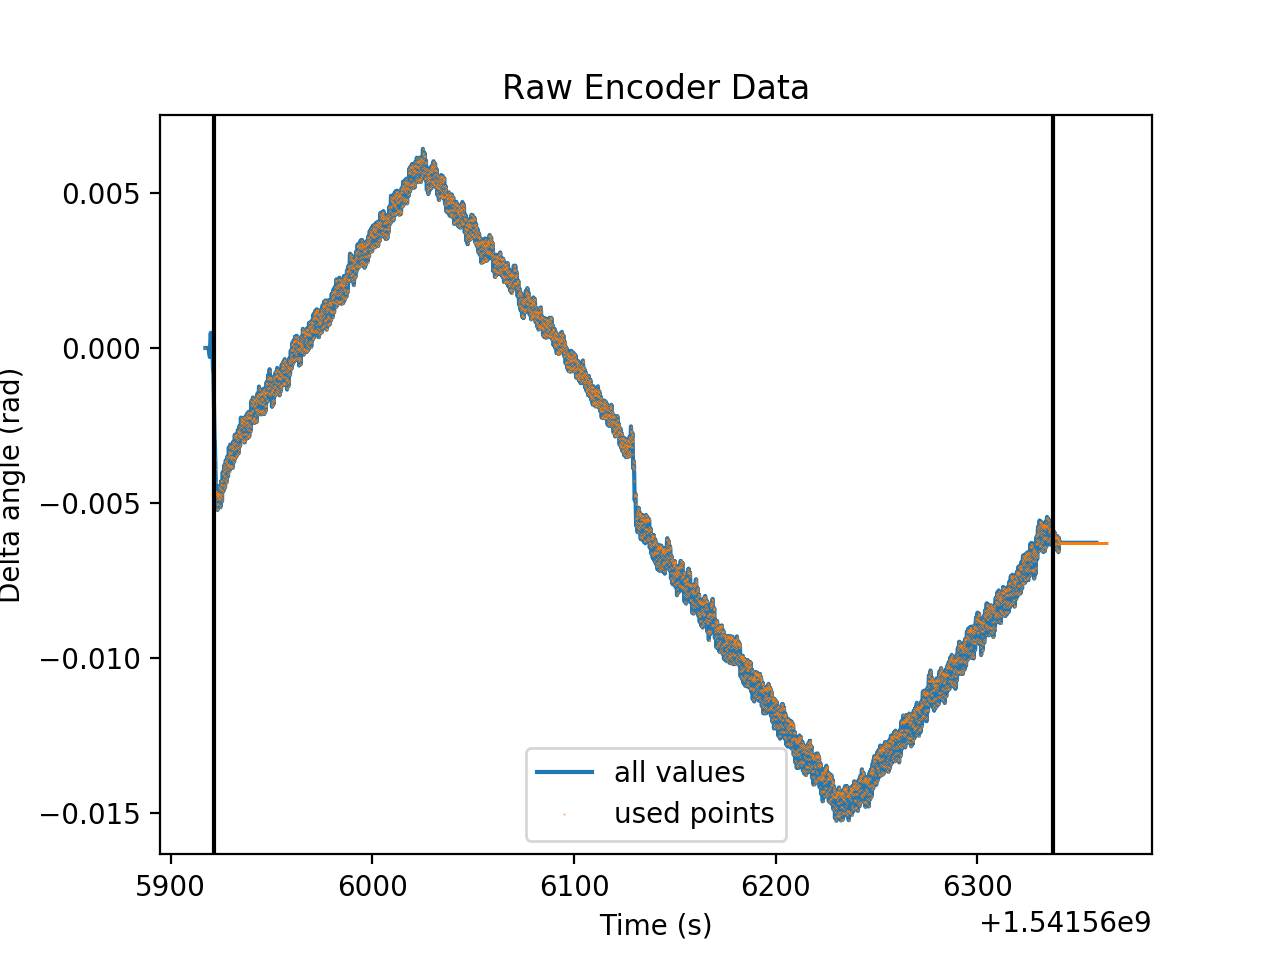 Raw Encoder Data
Delta angle (rad)
0.005
0.000
−0.005
−0.010
−0.015
all values
used points
5900 6000 6100 6200 6300
Time (s)
+1.54156e9